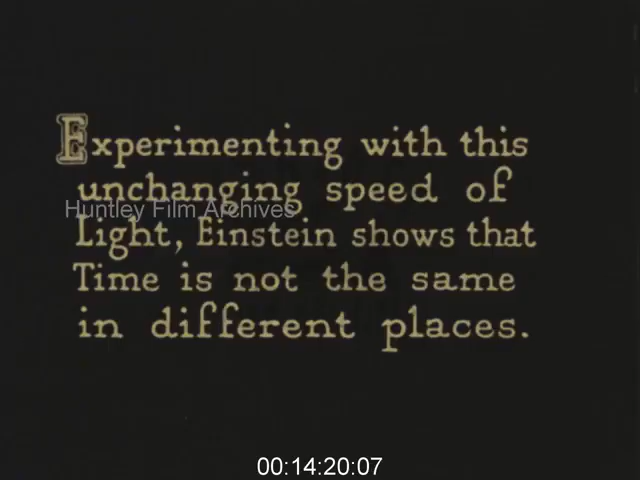 Experimenting with this
unchanging speed of
Huntley Film Archives
Light, Einstein shows that
Time is not the same
in different places.
00:14:20:07